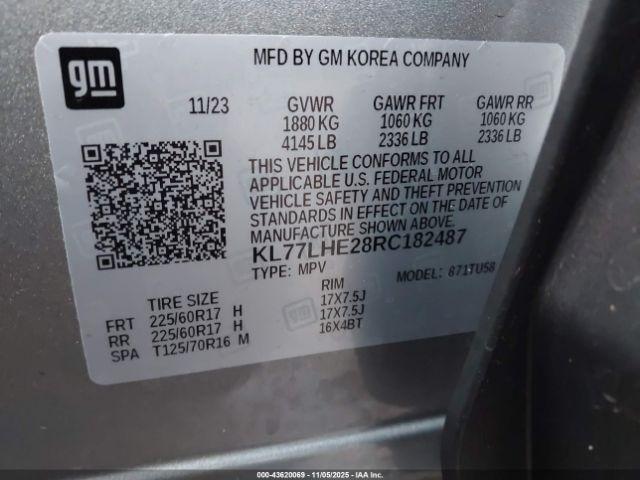 gm
MFD BY GM KOREA COMPANY
11/23 GVWR GAWR FRT GAWR RR
1880 KG 1060 KG 1060 KG
4145 LB 2336 LB 2336 LB
THIS VEHICLE CONFORMS TO ALL
APPLICABLE U.S. FEDERAL MOTOR
VEHICLE SAFETY AND THEFT PREVENTION
STANDARDS IN EFFECT ON THE DATE OF
MANUFACTURE SHOWN ABOVE
KL77LHE28RC182487
TYPE: MPV MODEL: 871TU58
TIRE SIZE RIM
FRT 225/60R17 H 17X7.5J
RR 225/60R17 H 17X7.5J
SPA T125/70R16 M 16X4BT
000-43620069 - 11/05/2025 - IAAI, Inc.